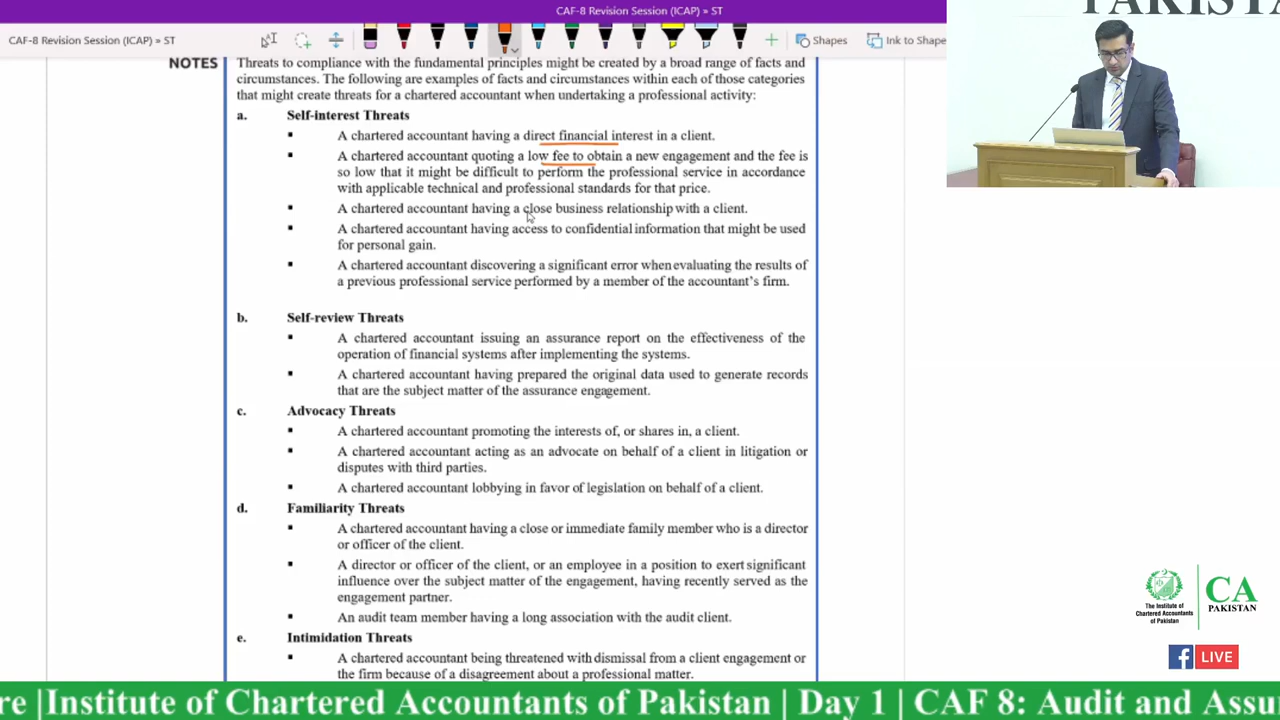 CAF-8 Revision Session (ICAP) » ST
CAF-8 Revision Session (ICAP) » ST
Shapes
Ink to Shape
NOTES
Threats to compliance with the fundamental principles might be created by a broad range of facts and
circumstances. The following are examples of facts and circumstances within each of those categories
that might create threats for a chartered accountant when undertaking a professional activity:
a. Self-interest Threats
▪ A chartered accountant having a direct financial interest in a client.
▪ A chartered accountant quoting a low fee to obtain a new engagement and the fee is
so low that it might be difficult to perform the professional service in accordance
with applicable technical and professional standards for that price.
▪ A chartered accountant having a close business relationship with a client.
▪ A chartered accountant having access to confidential information that might be used
for personal gain.
▪ A chartered accountant discovering a significant error when evaluating the results of
a previous professional service performed by a member of the accountant's firm.
b. Self-review Threats
▪ A chartered accountant issuing an assurance report on the effectiveness of the
operation of financial systems after implementing the systems.
▪ A chartered accountant having prepared the original data used to generate records
that are the subject matter of the assurance engagement.
c. Advocacy Threats
▪ A chartered accountant promoting the interests of, or shares in, a client.
▪ A chartered accountant acting as an advocate on behalf of a client in litigation or
disputes with third parties.
▪ A chartered accountant lobbying in favor of legislation on behalf of a client.
d. Familiarity Threats
▪ A chartered accountant having a close or immediate family member who is a director
or officer of the client.
▪ A director or officer of the client, or an employee in a position to exert significant
influence over the subject matter of the engagement, having recently served as the
engagement partner.
▪ An audit team member having a long association with the audit client.
e. Intimidation Threats
▪ A chartered accountant being threatened with dismissal from a client engagement or
the firm because of a disagreement about a professional matter.
PAKISTA
The Institute of
Chartered Accountants
of Pakistan
CA
PAKISTAN
f LIVE
re |Institute of Chartered Accountants of Pakistan | Day 1 | CAF 8: Audit and Assu